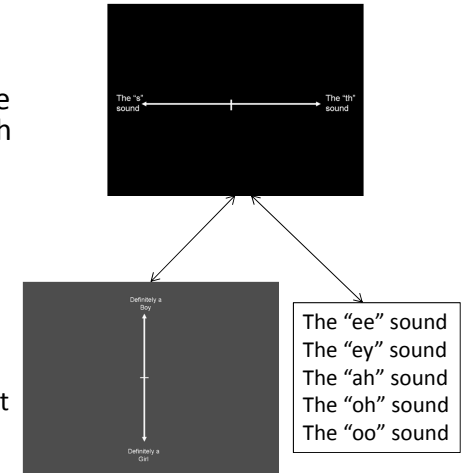 e
h
The "s"
sound
The "th"
sound
Definitely a
Boy
t
Definitely a
Girl
The “ee” sound
The “ey” sound
The “ah” sound
The “oh” sound
The “oo” sound